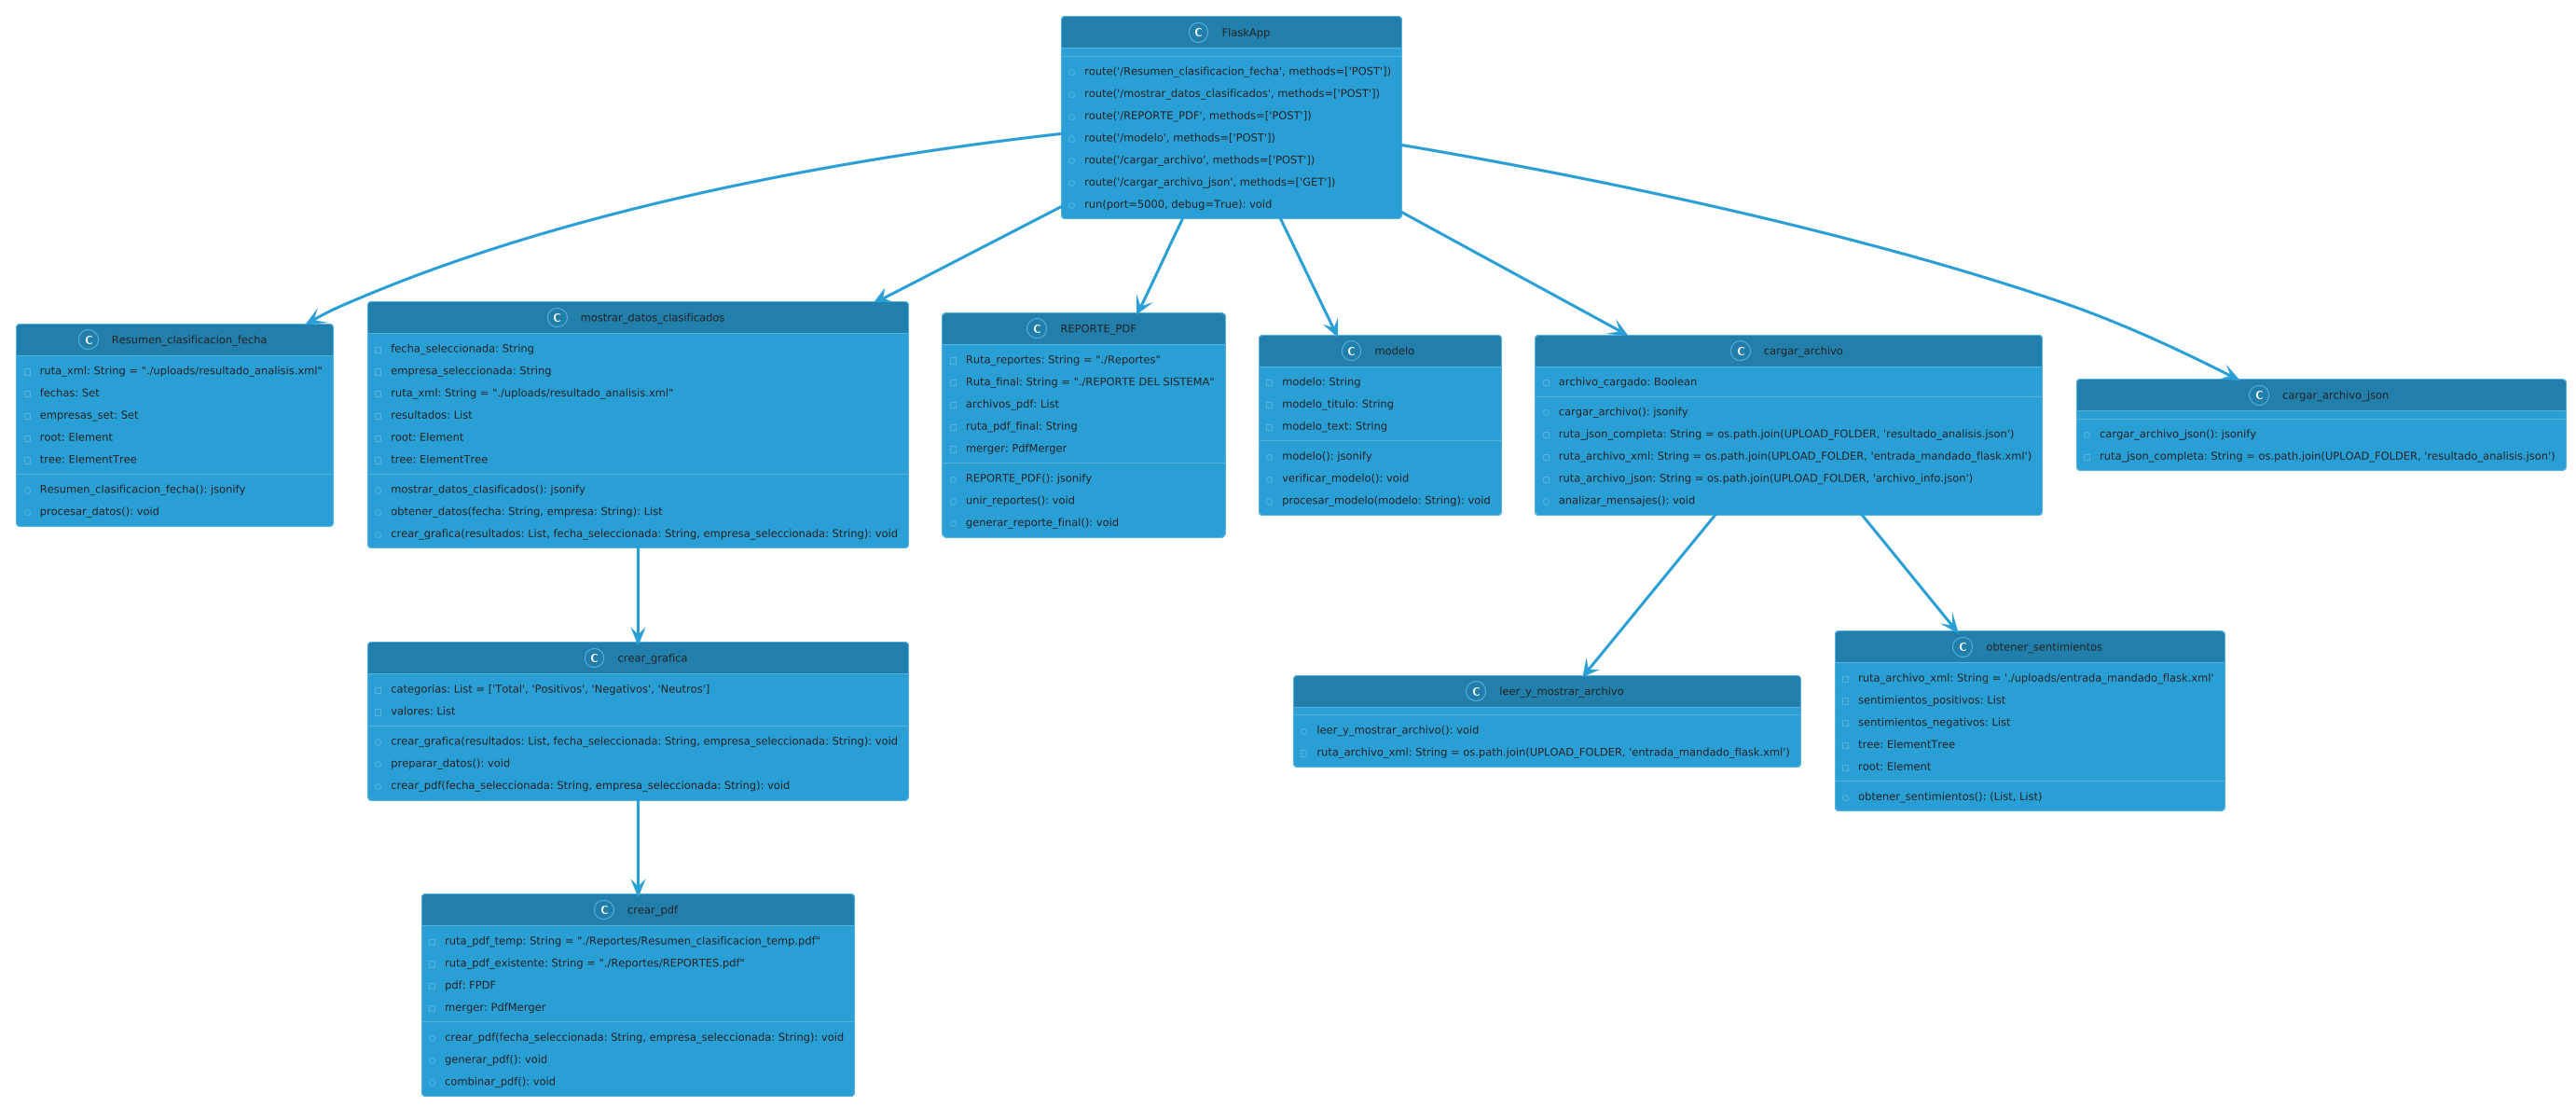 C FlaskApp
route('/Resumen_clasificacion_fecha', methods=['POST'])
route('/mostrar_datos_clasificados', methods=['POST'])
route('/REPORTE_PDF', methods=['POST'])
route('/modelo', methods=['POST'])
route('/cargar_archivo', methods=['POST'])
route('/cargar_archivo_json', methods=['GET'])
run(port=5000, debug=True): void
C Resumen_clasificacion_fecha
ruta_xml: String = "./uploads/resultado_analisis.xml"
fechas: Set
empresas_set: Set
root: Element
tree: ElementTree
Resumen_clasificacion_fecha(): jsonify
procesar_datos(): void
C mostrar_datos_clasificados
fecha_seleccionada: String
empresa_seleccionada: String
ruta_xml: String = "./uploads/resultado_analisis.xml"
resultados: List
root: Element
tree: ElementTree
mostrar_datos_clasificados(): jsonify
obtener_datos(fecha: String, empresa: String): List
crear_grafica(resultados: List, fecha_seleccionada: String, empresa_seleccionada: String): void
C REPORTE_PDF
Ruta_reportes: String = "./Reportes"
Ruta_final: String = "./REPORTE DEL SISTEMA"
archivos_pdf: List
ruta_pdf_final: String
merger: PdfMerger
REPORTE_PDF(): jsonify
unir_reportes(): void
generar_reporte_final(): void
C modelo
modelo: String
modelo_titulo: String
modelo_text: String
modelo(): jsonify
verificar_modelo(): void
procesar_modelo(modelo: String): void
C cargar_archivo
archivo_cargado: Boolean
cargar_archivo(): jsonify
ruta_json_completa: String = os.path.join(UPLOAD_FOLDER, 'resultado_analisis.json')
ruta_archivo_xml: String = os.path.join(UPLOAD_FOLDER, 'entrada_mandado_flask.xml')
ruta_archivo_json: String = os.path.join(UPLOAD_FOLDER, 'archivo_info.json')
analizar_mensajes(): void
C cargar_archivo_json
cargar_archivo_json(): jsonify
ruta_json_completa: String = os.path.join(UPLOAD_FOLDER, 'resultado_analisis.json')
C crear_grafica
categorias: List = ['Total', 'Positivos', 'Negativos', 'Neutros']
valores: List
crear_grafica(resultados: List, fecha_seleccionada: String, empresa_seleccionada: String): void
preparar_datos(): void
crear_pdf(fecha_seleccionada: String, empresa_seleccionada: String): void
C leer_y_mostrar_archivo
leer_y_mostrar_archivo(): void
ruta_archivo_xml: String = os.path.join(UPLOAD_FOLDER, 'entrada_mandado_flask.xml')
C obtener_sentimientos
ruta_archivo_xml: String = './uploads/entrada_mandado_flask.xml'
sentimientos_positivos: List
sentimientos_negativos: List
tree: ElementTree
root: Element
obtener_sentimientos(): (List, List)
C crear_pdf
ruta_pdf_temp: String = "./Reportes/Resumen_clasificacion_temp.pdf"
ruta_pdf_existente: String = "./Reportes/REPORTES.pdf"
pdf: FPDF
merger: PdfMerger
crear_pdf(fecha_seleccionada: String, empresa_seleccionada: String): void
generar_pdf(): void
combinar_pdf(): void